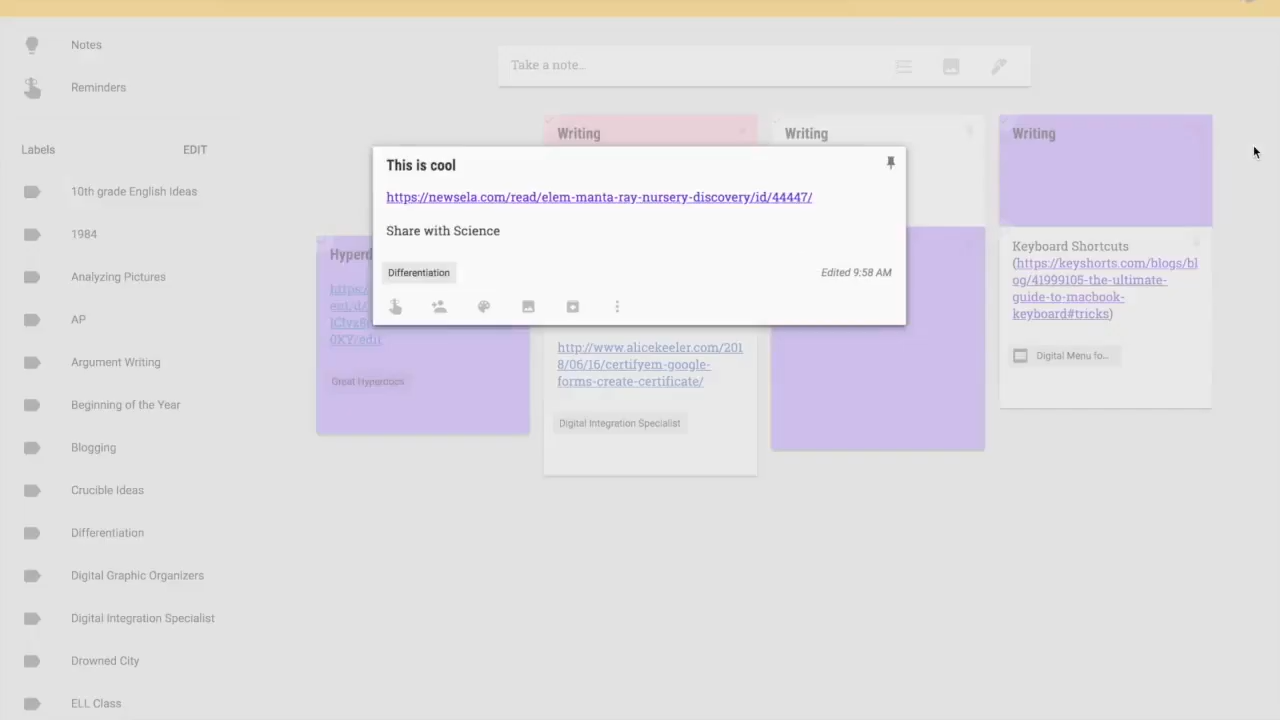 Notes
Reminders
Labels
EDIT
10th grade English Ideas
1984
Analyzing Pictures
AP
Argument Writing
Beginning of the Year
Blogging
Crucible Ideas
Differentiation
Digital Graphic Organizers
Digital Integration Specialist
Drowned City
ELL Class
Take a note...
Writing
Writing
Writing
This is cool
https://newsela.com/read/elem-manta-ray-nursery-discovery/id/44447/
Share with Science
Differentiation
Edited 9:58 AM
Great Hyperdocs
http://www.alicekeeler.com/201
8/06/16/certifyem-google-
forms-create-certificate/
Digital Integration Specialist
Keyboard Shortcuts
(https://keyshorts.com/blogs/bl
og/41999105-the-ultimate-
guide-to-macbook-
keyboard#tricks)
Digital Menu fo...